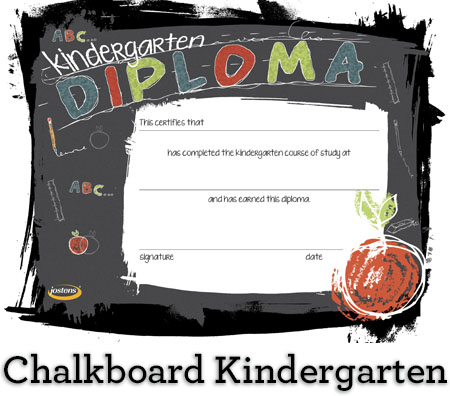 ABC...
kindergarten
DIPLOMA
This certifies that
has completed the kindergarten course of study at
and has earned this diploma.
ABC...
signature date
jostens
Chalkboard Kindergarten